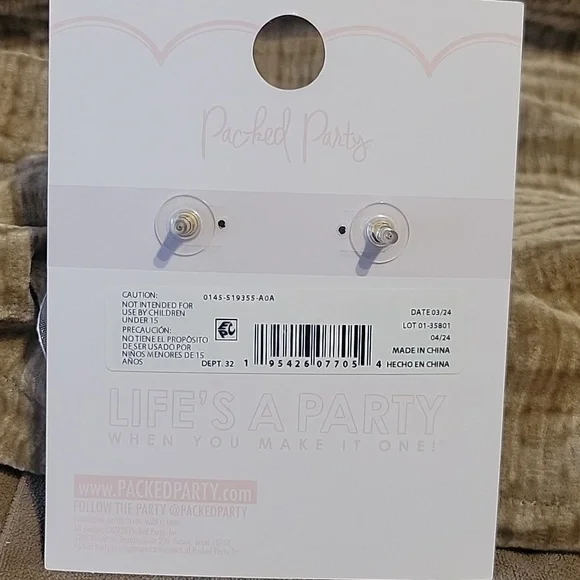 Packed Party
CAUTION:
NOT INTENDED FOR
USE BY CHILDREN
UNDER 15
PRECAUCIÓN:
NO TIENE EL PROPÓSITO
DE SER USADO POR
NIÑOS MENORES DE 15
AÑOS
0145-S19355-A0A
DEPT. 32
1 95426 07705 4
DATE 03/24
LOT 01-35801
04/24
MADE IN CHINA
HECHO EN CHINA
LIFE'S A PARTY
WHEN YOU MAKE IT ONE!
www.PACKEDPARTY.com
FOLLOW THE PARTY @PACKEDPARTY